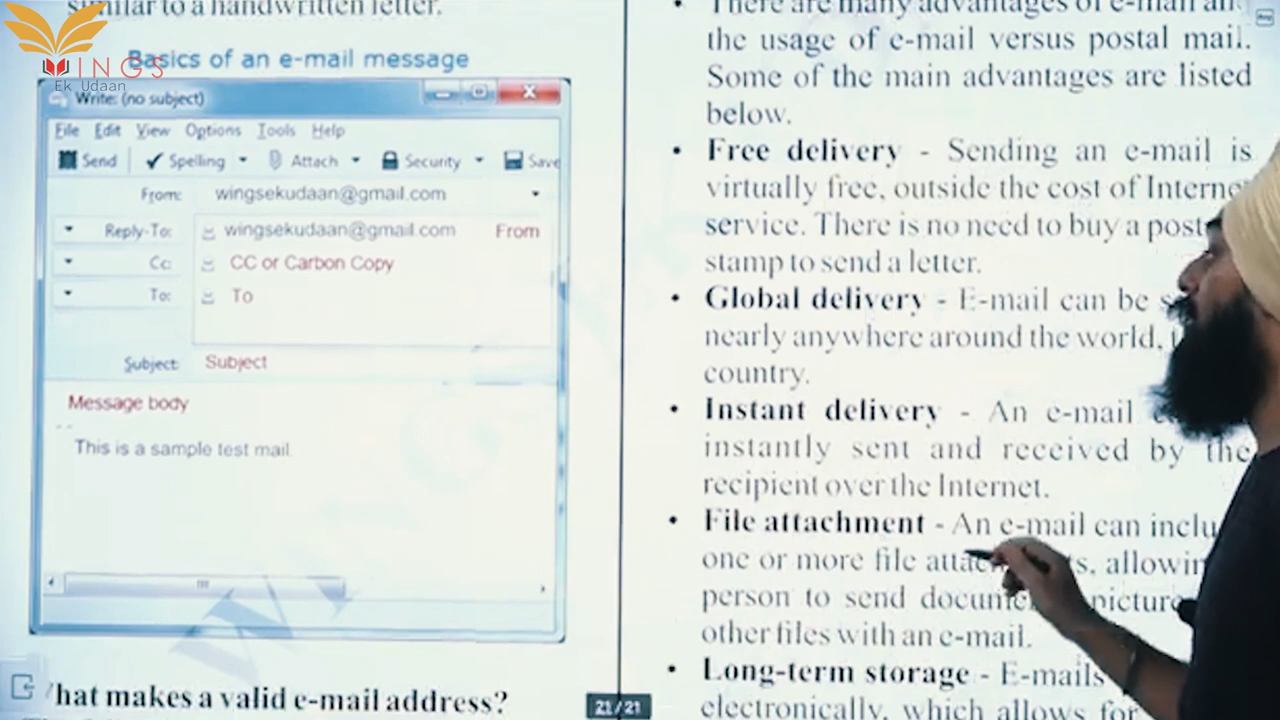 similar to a handwritten letter.
WINGS
Ek Udaan
Basics of an e-mail message
Write: (no subject)
File Edit View Options Tools Help
Send Spelling Attach Security Save
From: wingsekudaan@gmail.com
Reply-To: wingsekudaan@gmail.com From
Cc: CC or Carbon Copy
To: To
Subject: Subject
Message body
This is a sample test mail.
hat makes a valid e-mail address?
21/21
• There are many advantages of e-mail an
the usage of e-mail versus postal mail.
Some of the main advantages are listed
below.
• Free delivery - Sending an e-mail is
virtually free, outside the cost of Interne
service. There is no need to buy a post
stamp to send a letter.
• Global delivery - E-mail can be s
nearly anywhere around the world, t
country.
• Instant delivery - An e-mail c
instantly sent and received by the
recipient over the Internet.
• File attachment - An e-mail can inclu
one or more file attac s, allowin
person to send docume picture
other files with an e-mail.
• Long-term storage - E-mails
electronically, which allows for